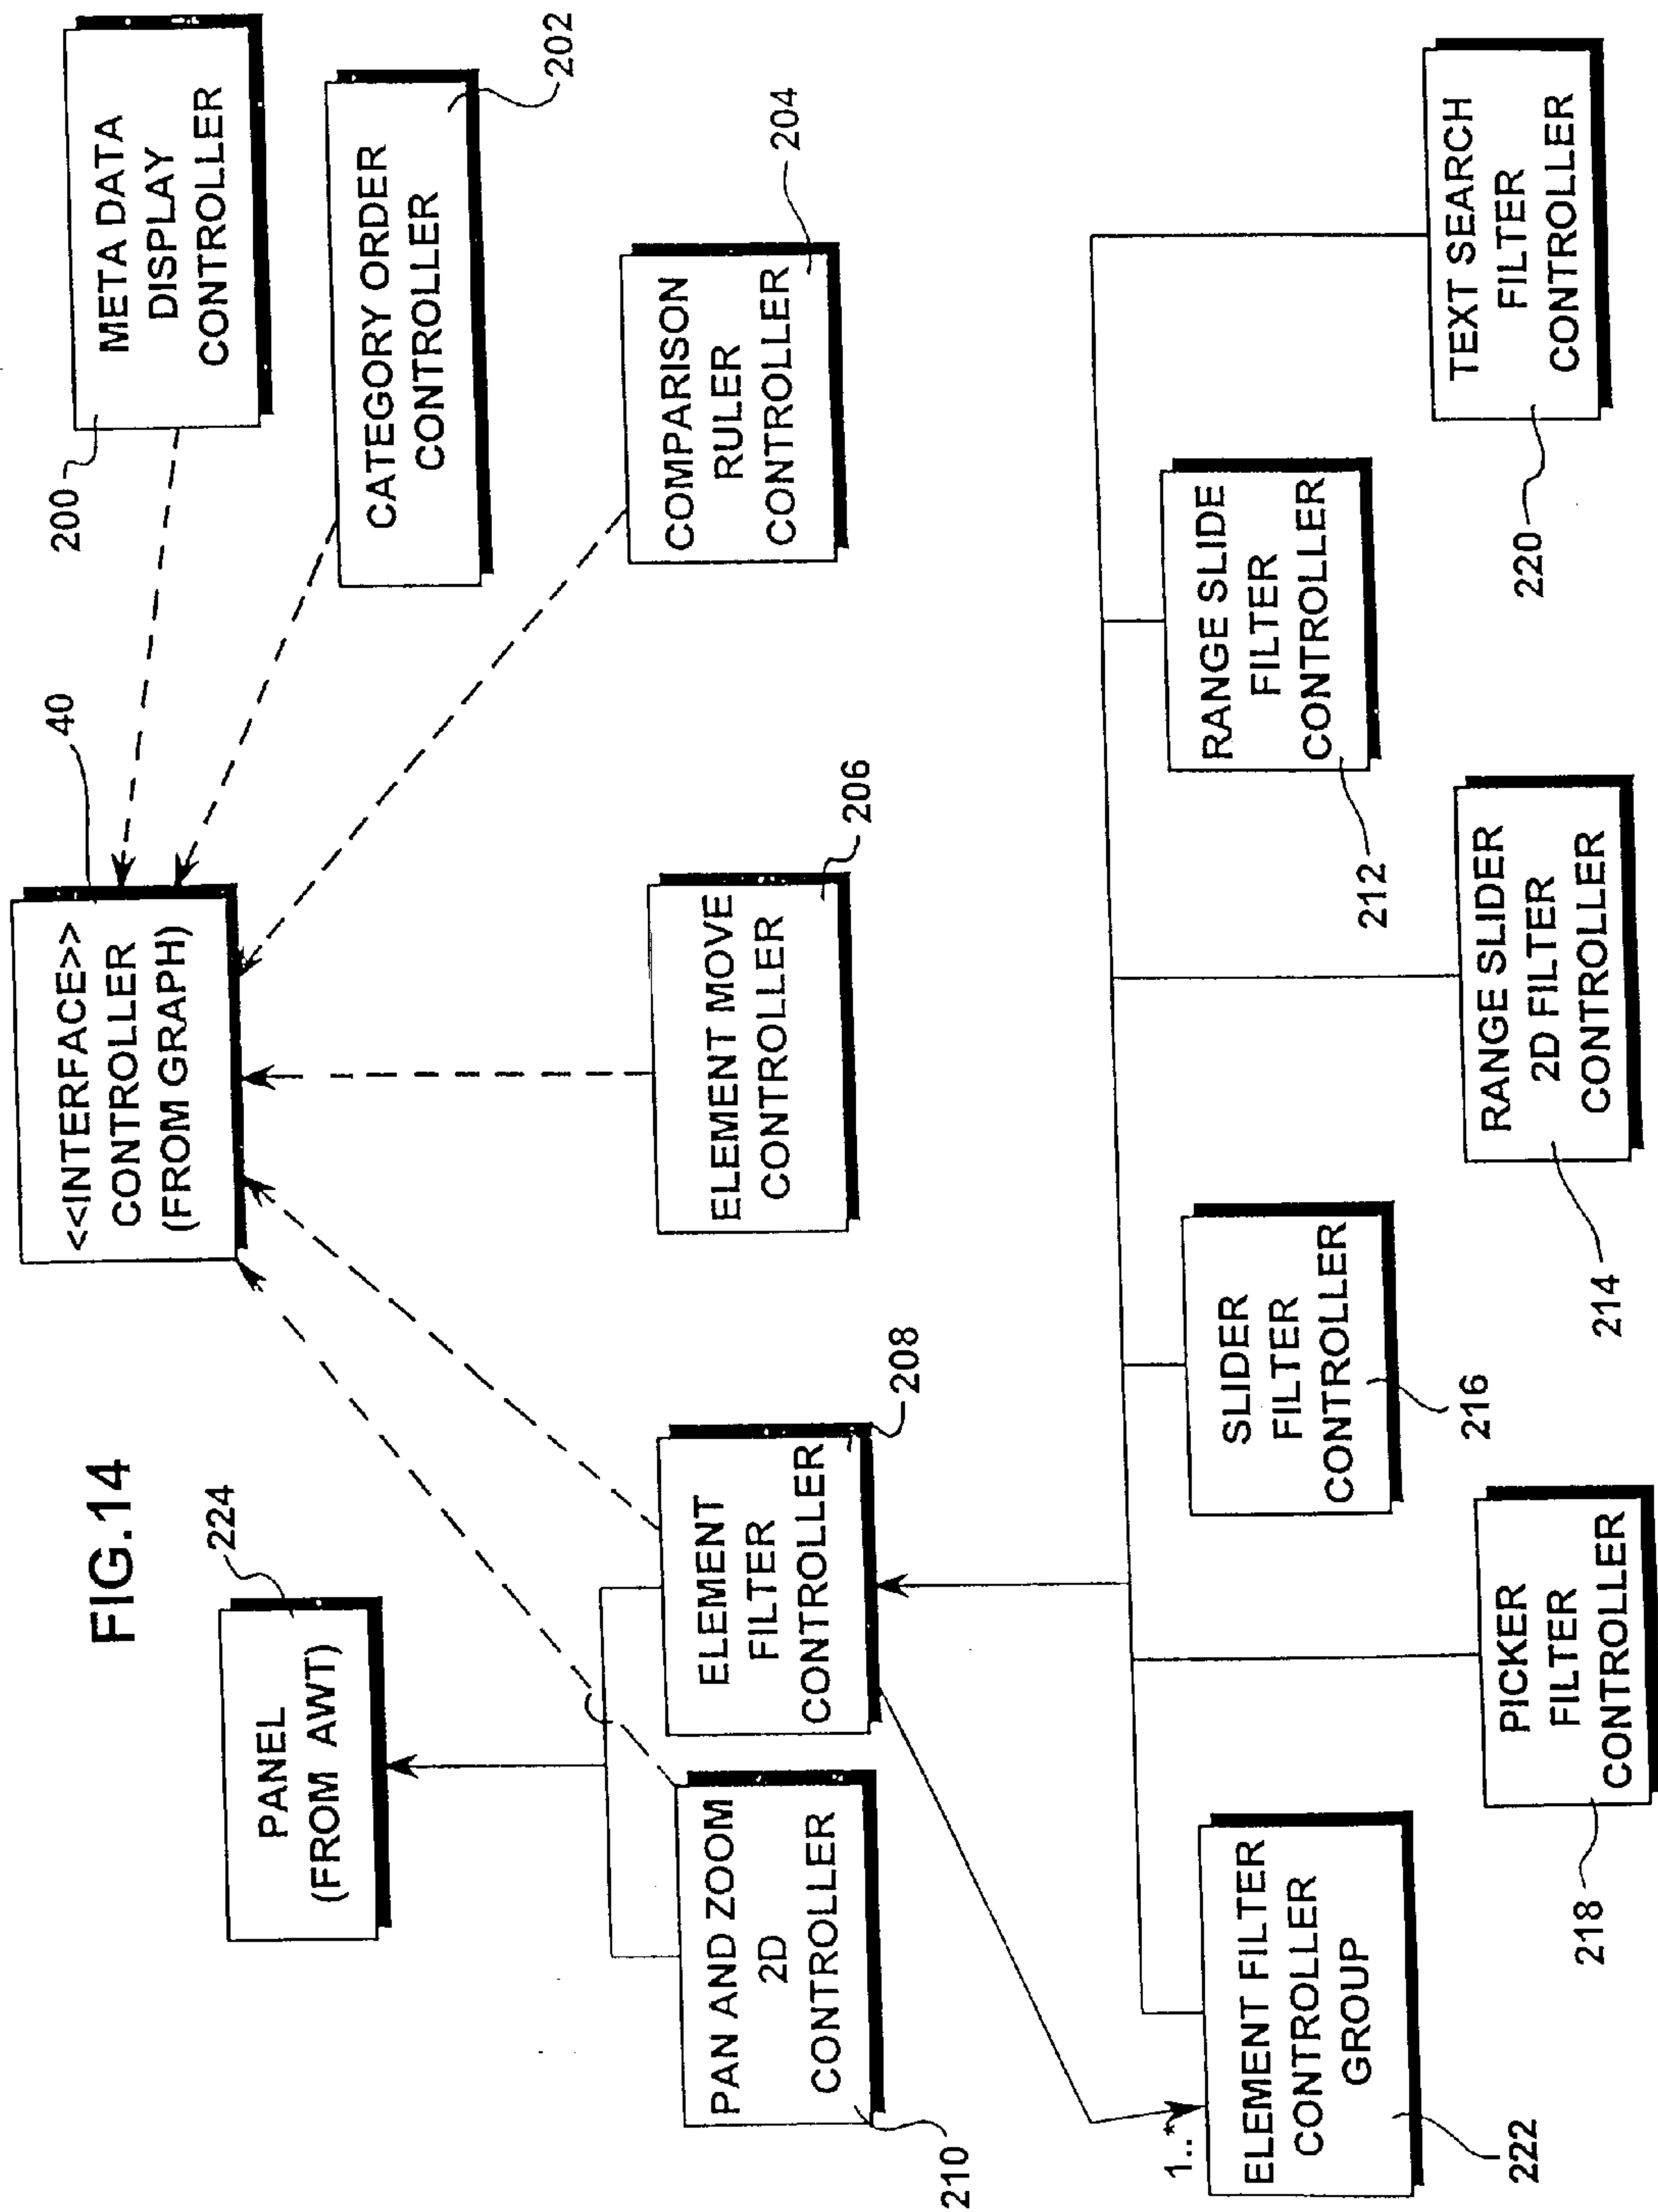 FIG.14
<<INTERFACE>>
CONTROLLER
(FROM GRAPH)
40
META DATA
DISPLAY
CONTROLLER
200
CATEGORY ORDER
CONTROLLER
202
COMPARISON
RULER
CONTROLLER
204
ELEMENT MOVE
CONTROLLER
206
PANEL
(FROM AWT)
224
ELEMENT
FILTER
CONTROLLER
208
PAN AND ZOOM
2D
CONTROLLER
210
1..*
ELEMENT FILTER
CONTROLLER
GROUP
222
PICKER
FILTER
CONTROLLER
218
SLIDER
FILTER
CONTROLLER
216
RANGE SLIDER
2D FILTER
CONTROLLER
214
RANGE SLIDE
FILTER
CONTROLLER
212
TEXT SEARCH
FILTER
CONTROLLER
220